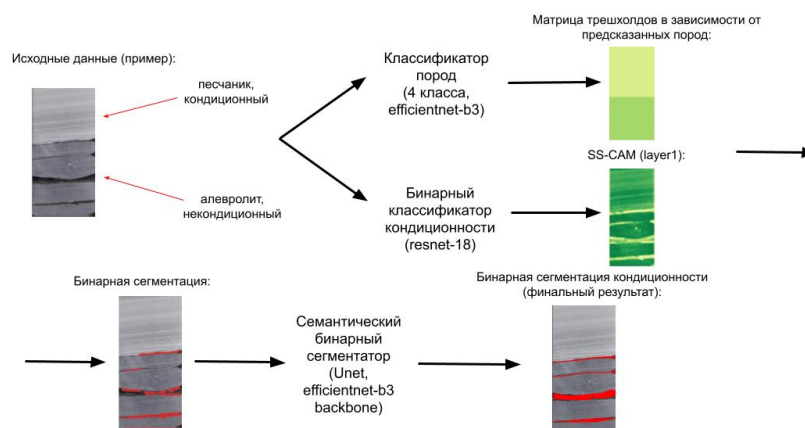 Исходные данные (пример):
песчаник,
кондиционный
алевролит,
некондиционный
Классификатор
пород
(4 класса,
efficientnet-b3)
Матрица трешхолдов в зависимости от
предсказанных пород:
Бинарный
классификатор
кондиционности
(resnet-18)
SS-CAM (layer1):
Бинарная сегментация:
Семантический
бинарный
сегментатор
(Unet,
efficientnet-b3
backbone)
Бинарная сегментация кондиционности
(финальный результат):